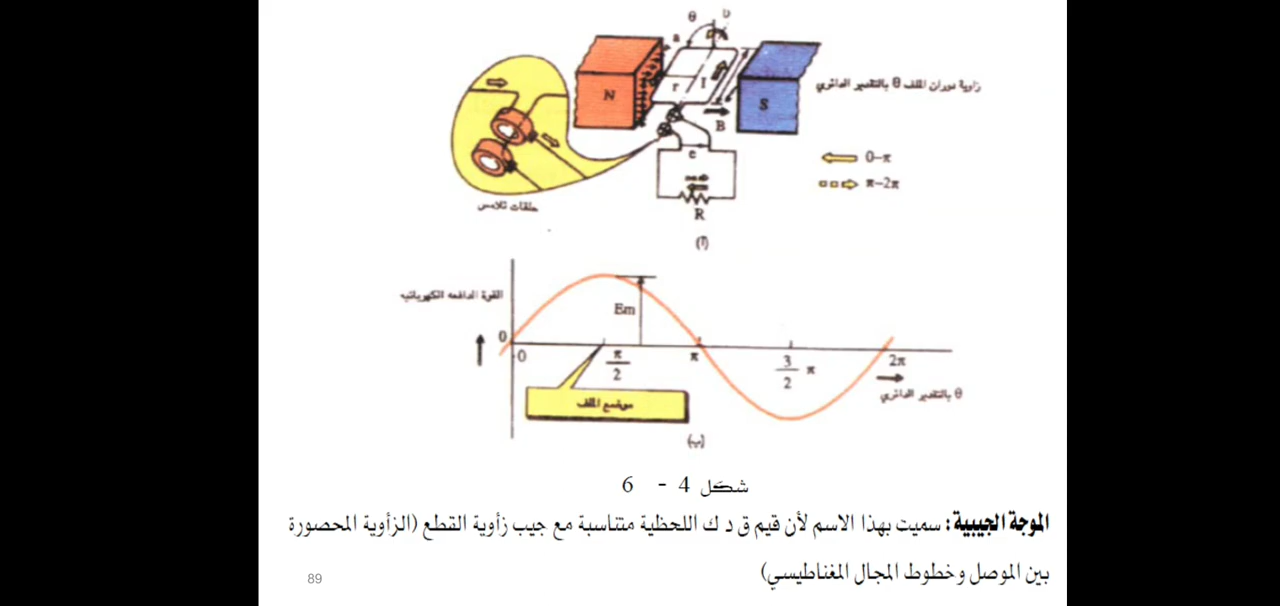 θ
b
a
N
r
I
S
B
زاوية دوران الملف θ بالتقدير الدائري
e
0-π
π-2π
R
حلقات تلامس
(أ)
القوة الدافعه الكهربائيه
Em
0
0
π/2
π
3/2 π
2π
θ بالتقدير الدائري
موضع الملف
(ب)
شكل 4 - 6
الموجة الجيبية: سميت بهذا الاسم لأن قيم ق د ك اللحظية متناسبة مع جيب زأوية القطع (الزأوية المحصورة
بين الموصل وخطوط المجال المغناطيسي)
89